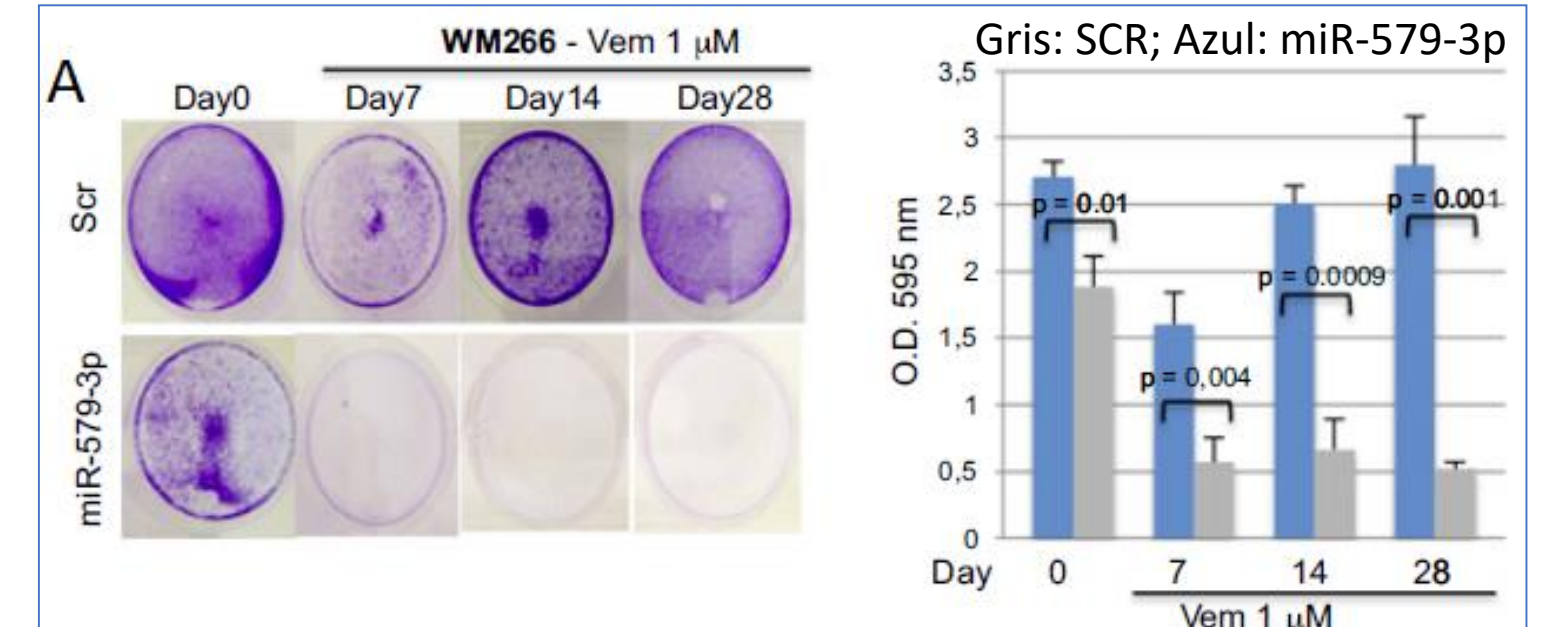 A
WM266 - Vem 1 µM
Day0 Day7 Day14 Day28
Scr
miR-579-3p
Gris: SCR; Azul: miR-579-3p
O.D. 595 nm
3,5
3
2,5
2
1,5
1
0,5
0
p = 0.01
p = 0,004
p = 0.0009
p = 0.001
Day 0 7 14 28
Vem 1 µM